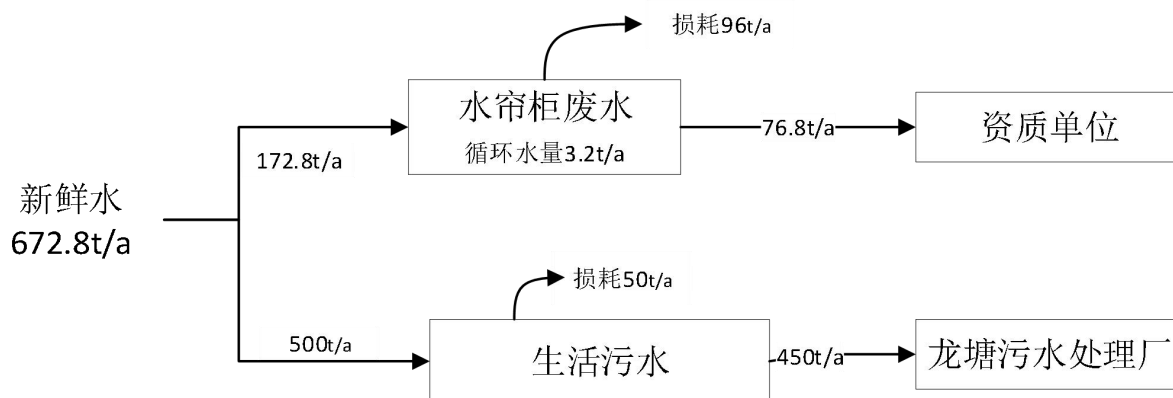 损耗96t/a
水帘柜废水
循环水量3.2t/a
76.8t/a
资质单位
172.8t/a
新鲜水
672.8t/a
损耗50t/a
500t/a
生活污水
450t/a
龙塘污水处理厂